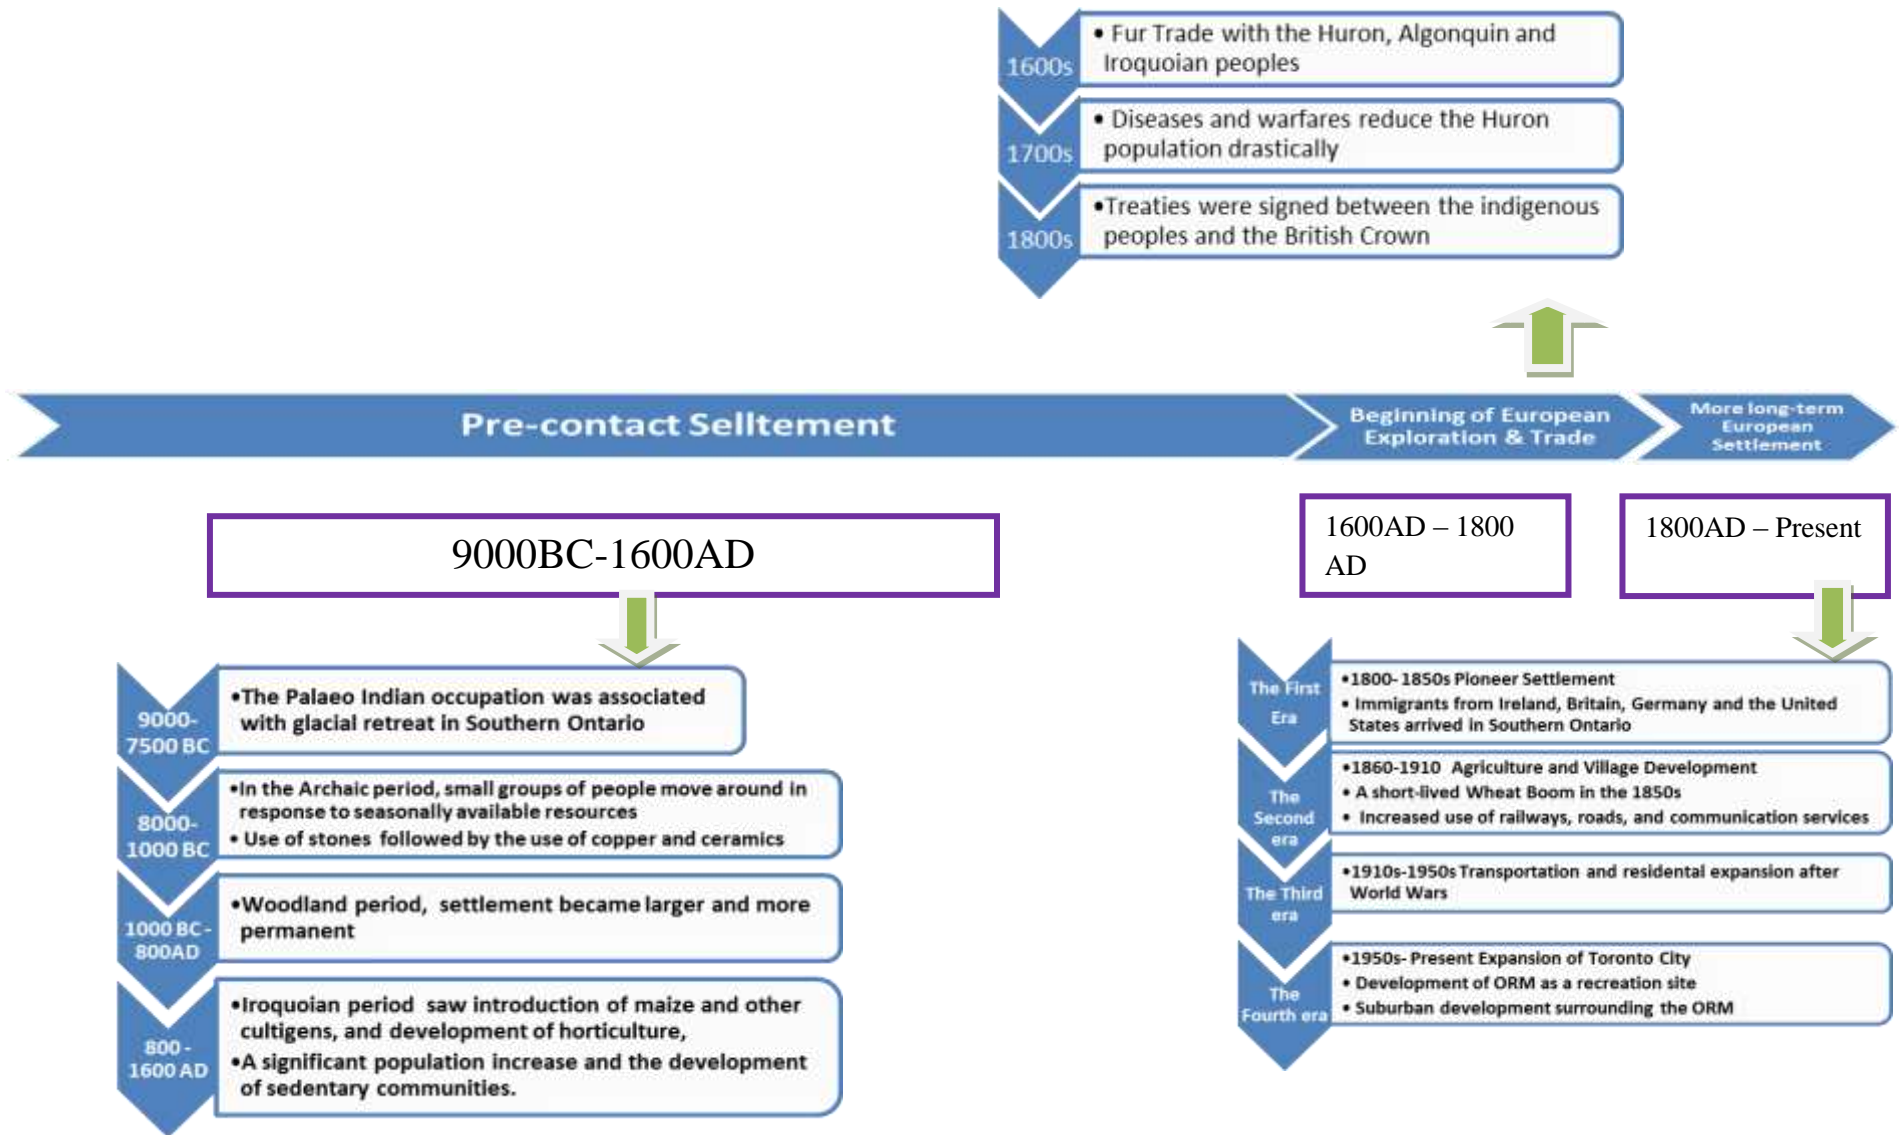 1600s
• Fur Trade with the Huron, Algonquin and
Iroquoian peoples
1700s
• Diseases and warfares reduce the Huron
population drastically
1800s
•Treaties were signed between the indigenous
peoples and the British Crown
Pre-contact Selltement
Beginning of European
Exploration & Trade
More long-term
European
Settlement
9000BC-1600AD
1600AD – 1800
AD
1800AD – Present
9000-
7500 BC
•The Palaeo Indian occupation was associated
with glacial retreat in Southern Ontario
8000-
1000 BC
•In the Archaic period, small groups of people move around in
response to seasonally available resources
• Use of stones followed by the use of copper and ceramics
1000 BC -
800AD
•Woodland period, settlement became larger and more
permanent
800 -
1600 AD
•Iroquoian period saw introduction of maize and other
cultigens, and development of horticulture,
•A significant population increase and the development
of sedentary communities.
The First
Era
•1800- 1850s Pioneer Settlement
• Immigrants from Ireland, Britain, Germany and the United
States arrived in Southern Ontario
The
Second
era
•1860-1910 Agriculture and Village Development
• A short-lived Wheat Boom in the 1850s
• Increased use of railways, roads, and communication services
The Third
era
•1910s-1950s Transportation and residental expansion after
World Wars
The
Fourth era
•1950s- Present Expansion of Toronto City
• Development of ORM as a recreation site
• Suburban development surrounding the ORM